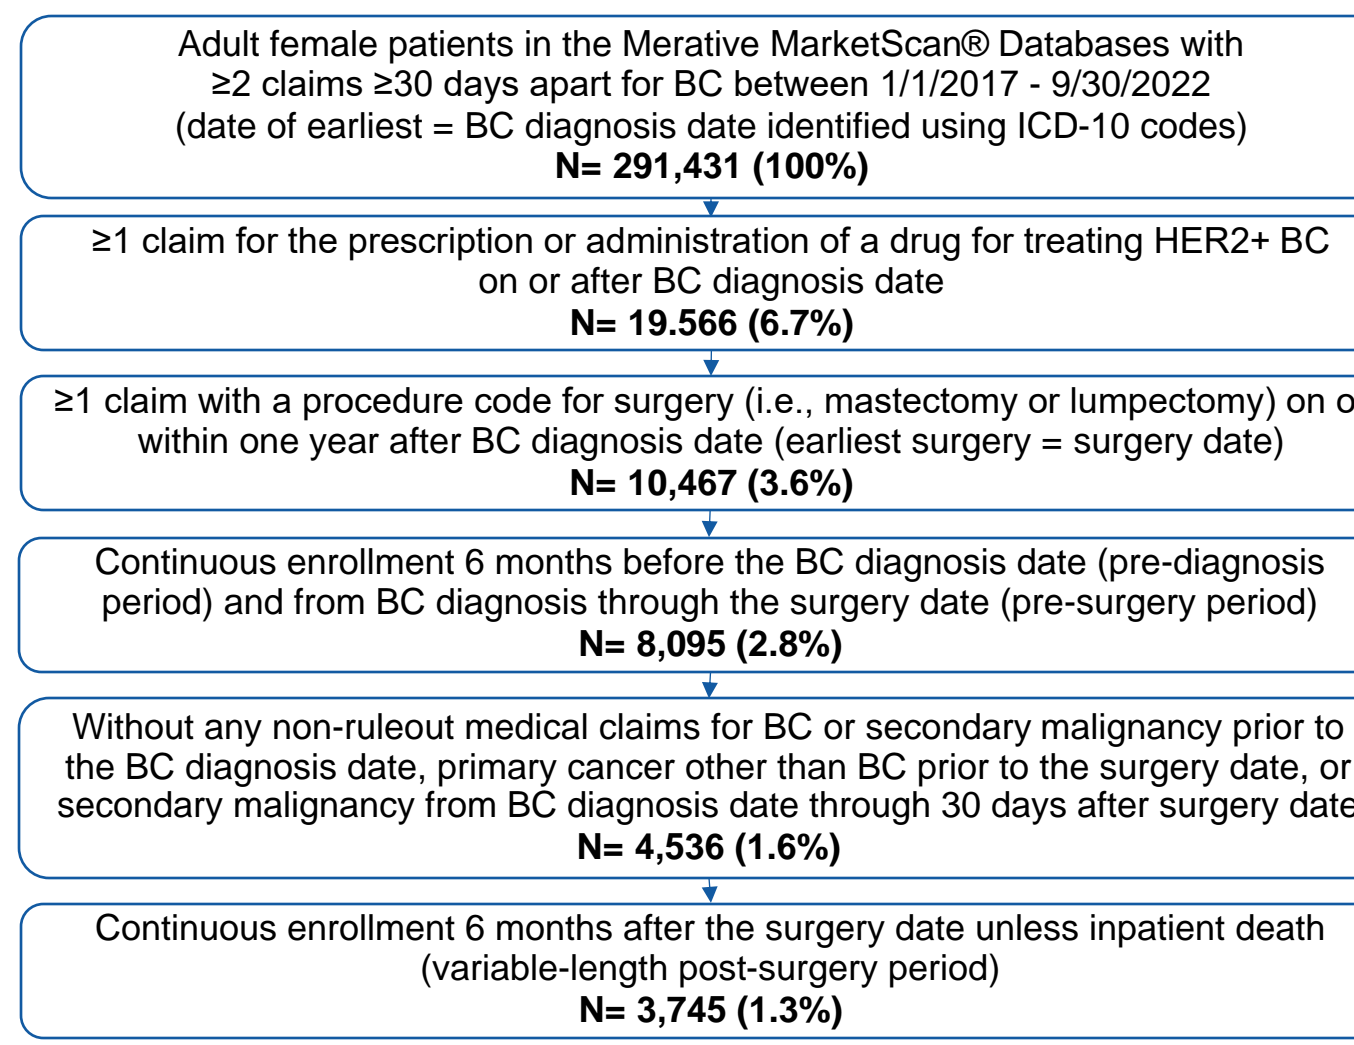 Adult female patients in the Merative MarketScan® Databases with
≥2 claims ≥30 days apart for BC between 1/1/2017 - 9/30/2022
(date of earliest = BC diagnosis date identified using ICD-10 codes)
N= 291,431 (100%)
≥1 claim for the prescription or administration of a drug for treating HER2+ BC
on or after BC diagnosis date
N= 19.566 (6.7%)
≥1 claim with a procedure code for surgery (i.e., mastectomy or lumpectomy) on
within one year after BC diagnosis date (earliest surgery = surgery date)
N= 10,467 (3.6%)
Continuous enrollment 6 months before the BC diagnosis date (pre-diagnosis
period) and from BC diagnosis through the surgery date (pre-surgery period)
N= 8,095 (2.8%)
Without any non-ruleout medical claims for BC or secondary malignancy prior to
the BC diagnosis date, primary cancer other than BC prior to the surgery date, or
secondary malignancy from BC diagnosis date through 30 days after surgery date
N= 4,536 (1.6%)
Continuous enrollment 6 months after the surgery date unless inpatient death
(variable-length post-surgery period)
N= 3,745 (1.3%)